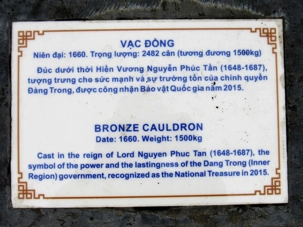 VẠC ĐỒNG
Niên đại: 1660. Trọng lượng: 2482 cân (tương đương 1500kg)
Đúc dưới thời Hiền Vương Nguyễn Phúc Tần (1648-1687),
tượng trưng cho sức mạnh và sự trường tồn của chính quyền
Đàng Trong, được công nhận Bảo vật Quốc gia năm 2015.
BRONZE CAULDRON
Date: 1660. Weight: 1500kg
Cast in the reign of Lord Nguyen Phuc Tan (1648-1687), the
symbol of the power and the lastingness of the Dang Trong (Inner
Region) government, recognized as the National Treasure in 2015.